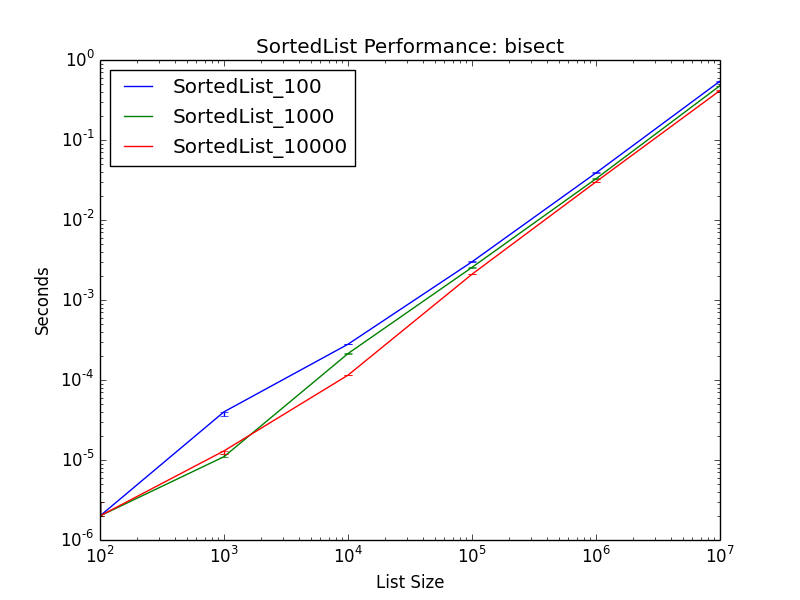 SortedList Performance: bisect
SortedList_100
SortedList_1000
SortedList_10000
10^0
10^-1
10^-2
10^-3
10^-4
10^-5
10^-6
Seconds
10^2 10^3 10^4 10^5 10^6 10^7
List Size